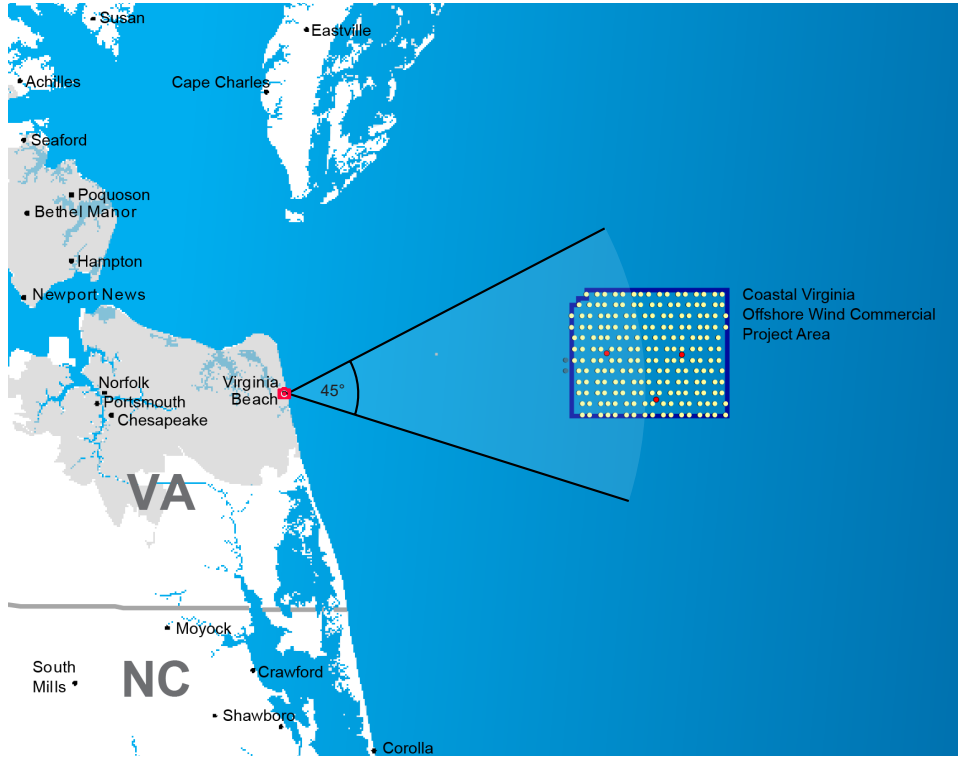 Susan
Eastville
Achilles
Cape Charles
Seaford
Poquoson
Bethel Manor
Hampton
Newport News
Coastal Virginia
Offshore Wind Commercial
Project Area
Norfolk
Virginia
Beach
45°
Portsmouth
Chesapeake
VA
Moyock
South
Mills
NC
Crawford
Shawboro
Corolla